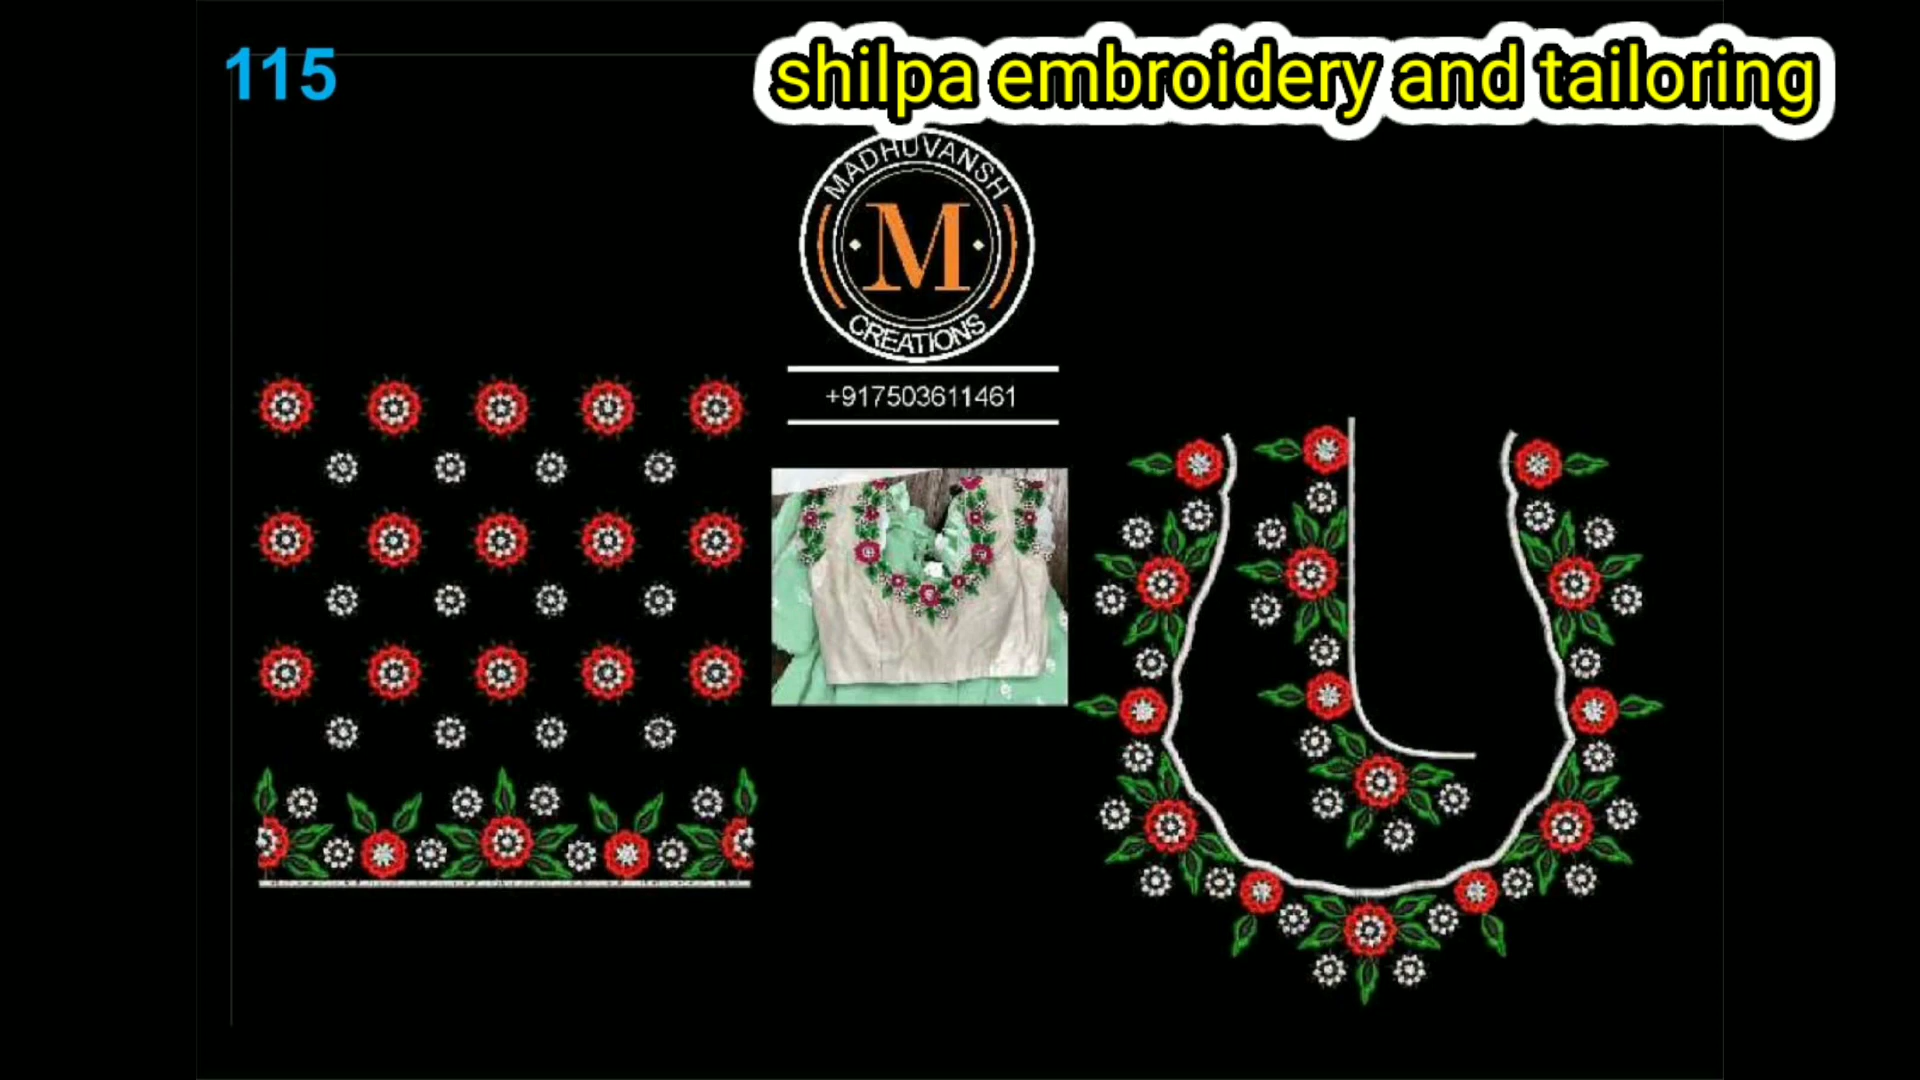 115
shilpa embroidery and tailoring
MADHUVANSH
M
CREATIONS
+917503611461